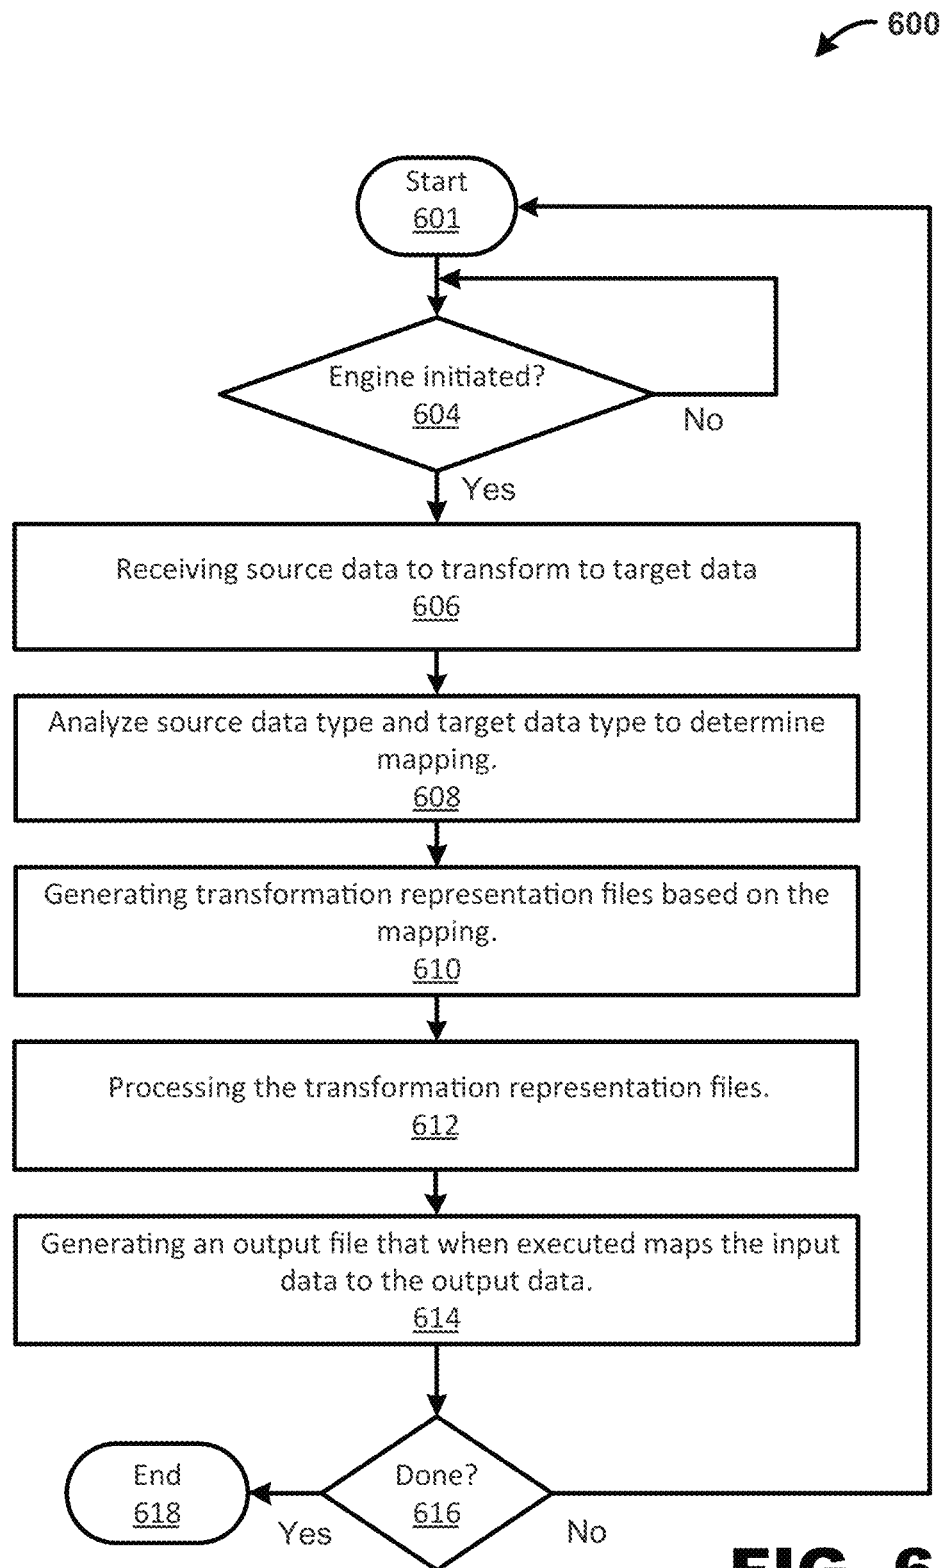 600
Start
601
Engine initiated?
604
No
Yes
Receiving source data to transform to target data
606
Analyze source data type and target data type to determine
mapping.
608
Generating transformation representation files based on the
mapping.
610
Processing the transformation representation files.
612
Generating an output file that when executed maps the input
data to the output data.
614
End
618
Done?
616
Yes
No
FIG. 6